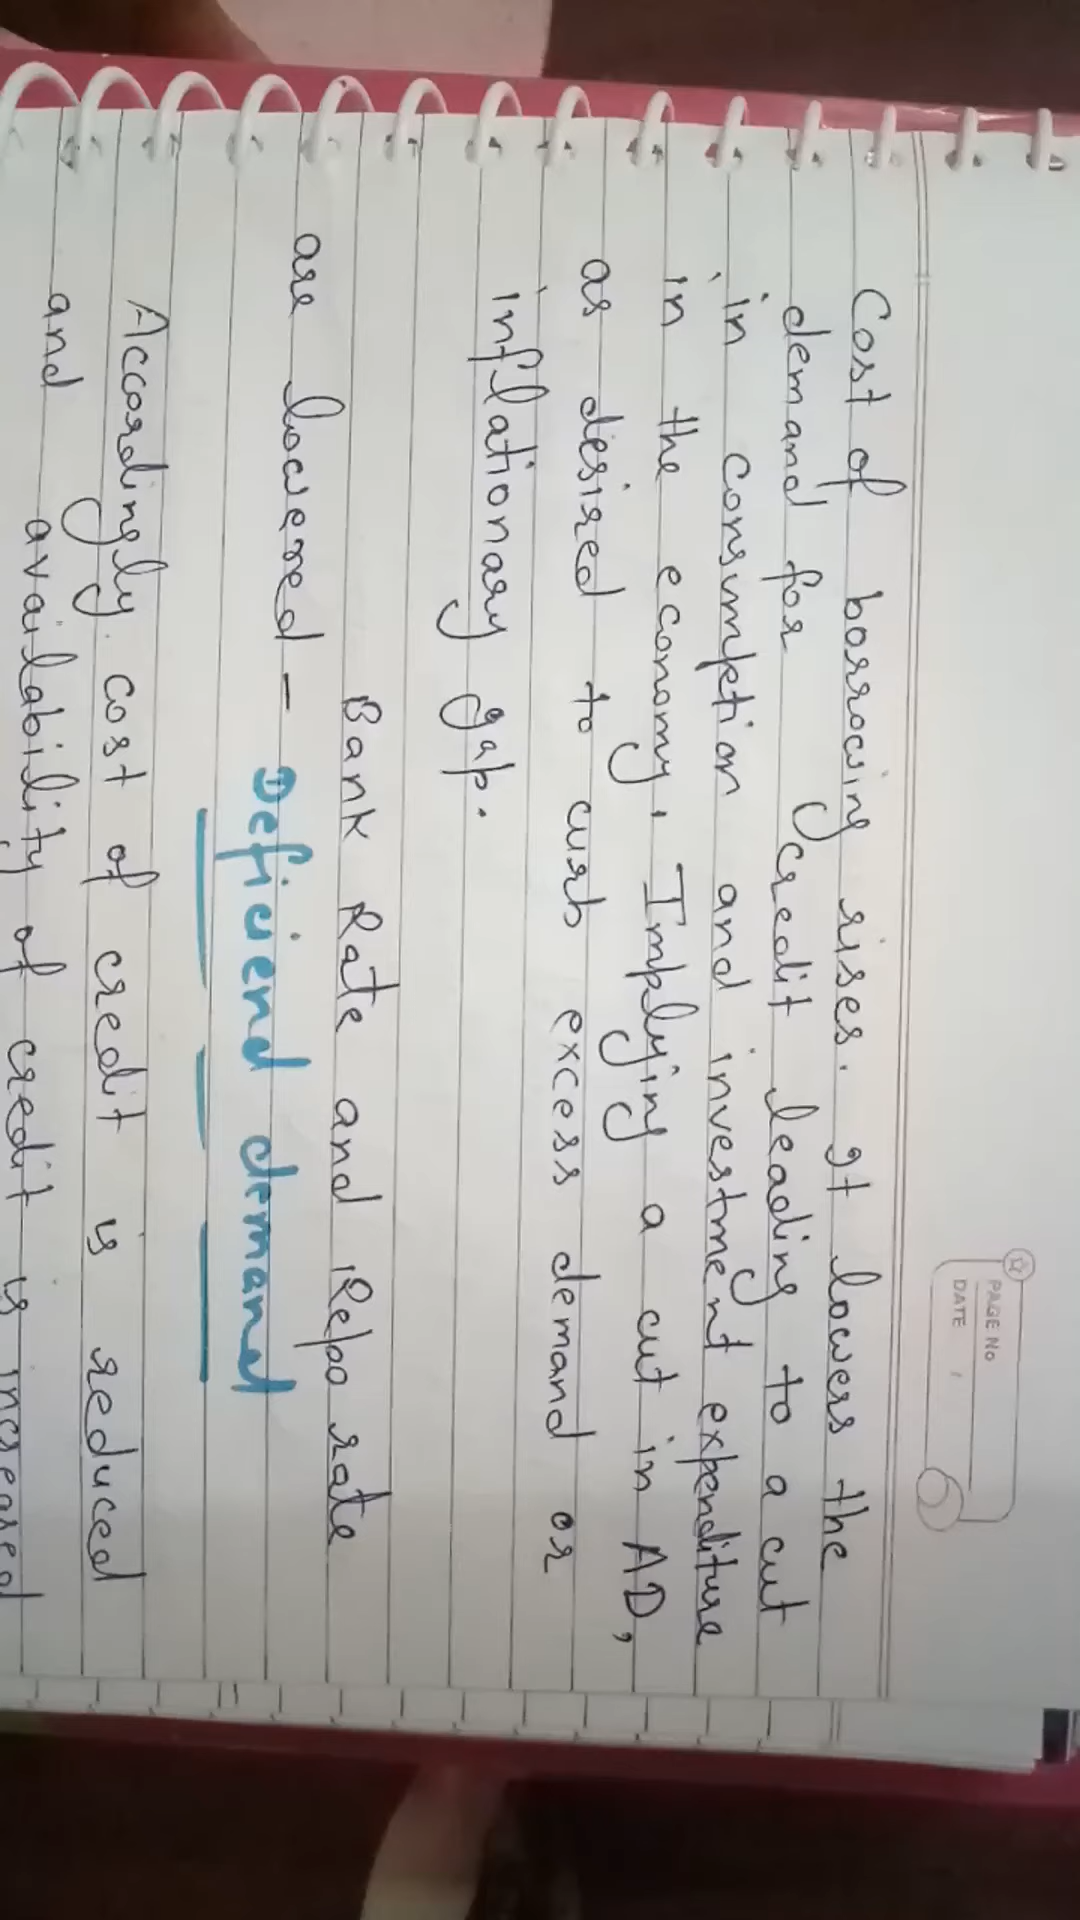 PAGE No
DATE
Cost of borrowing rises. It lowers the
demand for credit leading to a cut
in consumption and investment expenditure
in the economy, Implying a cut in AD,
as desired to curb excess demand or
inflationary gap.
Bank Rate and Repo rate
are lowered - Deficiend demand
Accordingly. cost of credit is reduced
and availability of credit is increased